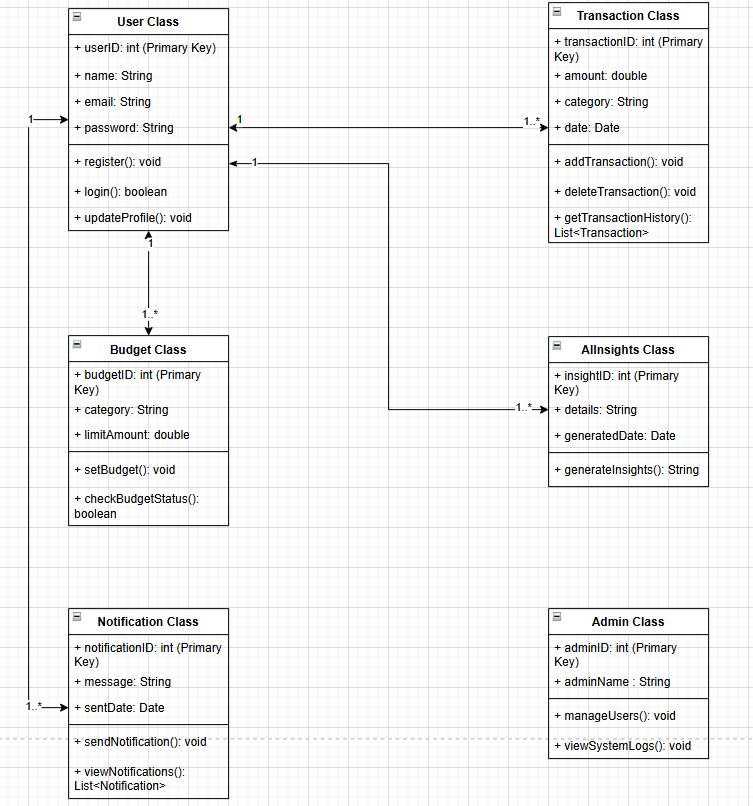 User Class
+ userID: int (Primary Key)
+ name: String
+ email: String
+ password: String
+ register(): void
+ login(): boolean
+ updateProfile(): void
Transaction Class
+ transactionID: int (Primary
Key)
+ amount: double
+ category: String
+ date: Date
+ addTransaction(): void
+ deleteTransaction(): void
+ getTransactionHistory():
List<Transaction>
1
1
1..*
1
1
1..*
Budget Class
+ budgetID: int (Primary
Key)
+ category: String
+ limitAmount: double
+ setBudget(): void
+ checkBudgetStatus():
boolean
AIInsights Class
+ insightID: int (Primary
Key)
+ details: String
+ generatedDate: Date
+ generateInsights(): String
1..*
Notification Class
+ notificationID: int (Primary
Key)
+ message: String
+ sentDate: Date
+ sendNotification(): void
+ viewNotifications():
List<Notification>
1..*
Admin Class
+ adminID: int (Primary
Key)
+ adminName : String
+ manageUsers(): void
+ viewSystemLogs(): void